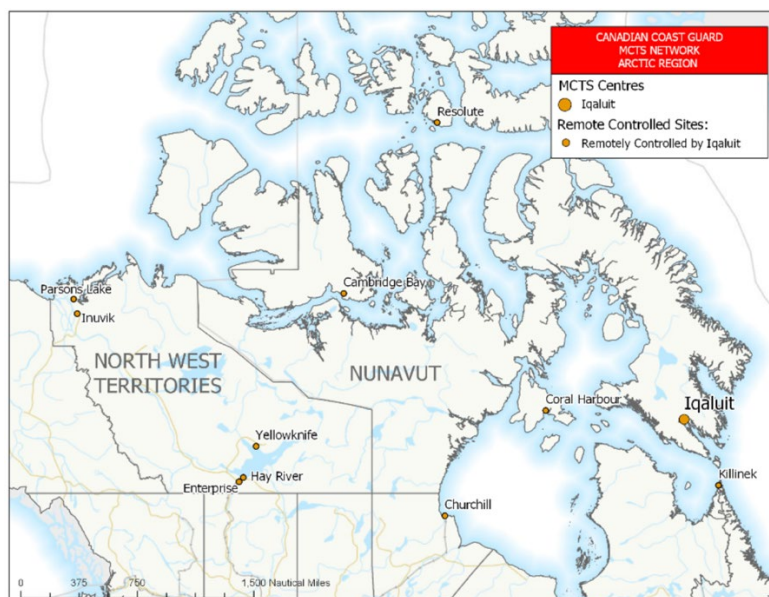 CANADIAN COAST GUARD
MCTS NETWORK
ARCTIC REGION
MCTS Centres
Iqaluit
Remote Controlled Sites:
Remotely Controlled by Iqaluit
Resolute
Parsons Lake
Inuvik
Cambridge Bay
NORTH WEST
TERRITORIES
NUNAVUT
Coral Harbour
Iqaluit
Yellowknife
Hay River
Enterprise
Killinek
Churchill
0 375 750 1,500 Nautical Miles